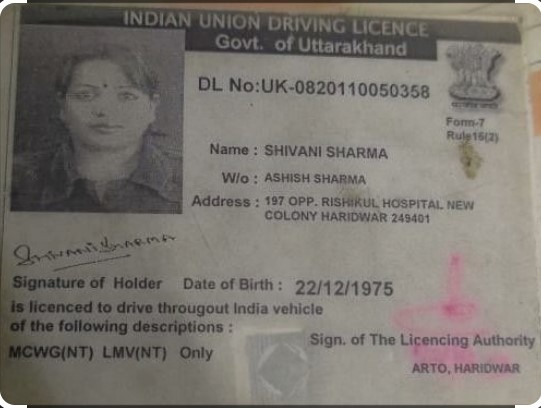 INDIAN UNION DRIVING LICENCE
Govt. of Uttarakhand
DL No:UK-0820110050358
Form-7
Rule16(2)
Name : SHIVANI SHARMA
W/o : ASHISH SHARMA
Address : 197 OPP. RISHIKUL HOSPITAL NEW
COLONY HARIDWAR 249401
SHIVANI SHARMA
Signature of Holder Date of Birth : 22/12/1975
is licenced to drive througout India vehicle
of the following descriptions :
Sign. of The Licencing Authority
MCWG(NT) LMV(NT) Only
ARTO, HARIDWAR